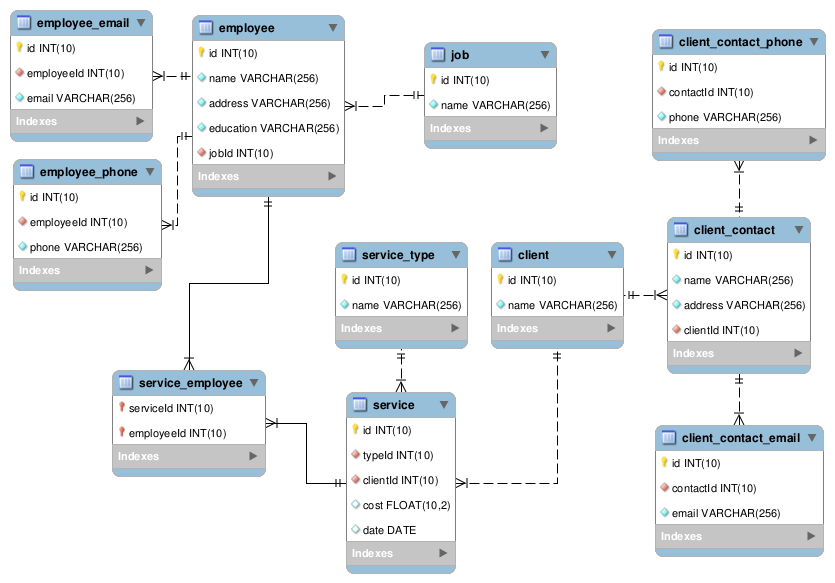 employee_email
id INT(10)
employeeId INT(10)
email VARCHAR(256)
Indexes
employee
id INT(10)
name VARCHAR(256)
address VARCHAR(256)
education VARCHAR(256)
jobId INT(10)
Indexes
job
id INT(10)
name VARCHAR(256)
Indexes
client_contact_phone
id INT(10)
contactId INT(10)
phone VARCHAR(256)
Indexes
employee_phone
id INT(10)
employeeId INT(10)
phone VARCHAR(256)
Indexes
service_type
id INT(10)
name VARCHAR(256)
Indexes
client
id INT(10)
name VARCHAR(256)
Indexes
client_contact
id INT(10)
name VARCHAR(256)
address VARCHAR(256)
clientId INT(10)
Indexes
service_employee
serviceId INT(10)
employeeId INT(10)
Indexes
service
id INT(10)
typeId INT(10)
clientId INT(10)
cost FLOAT(10,2)
date DATE
Indexes
client_contact_email
id INT(10)
contactId INT(10)
email VARCHAR(256)
Indexes